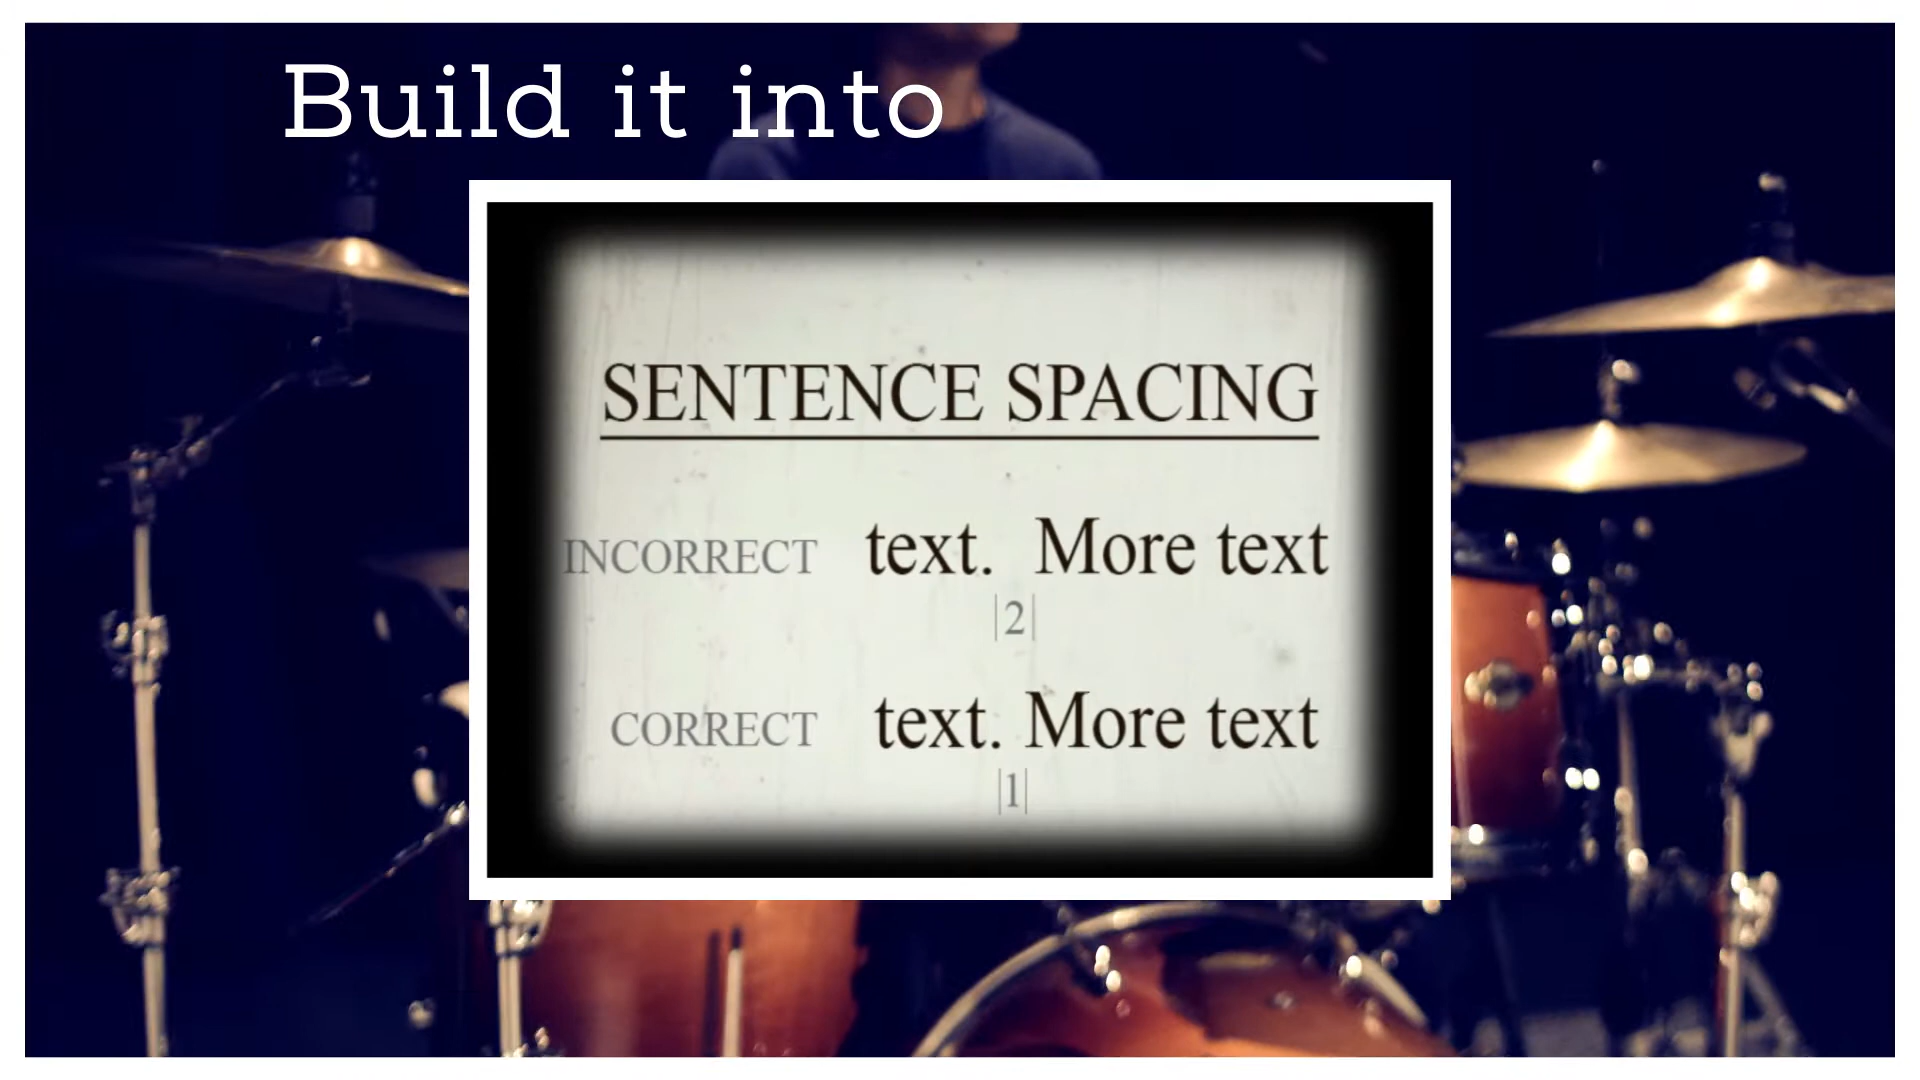 Build it into
SENTENCE SPACING
INCORRECT text.  More text
|2|
CORRECT text. More text
|1|